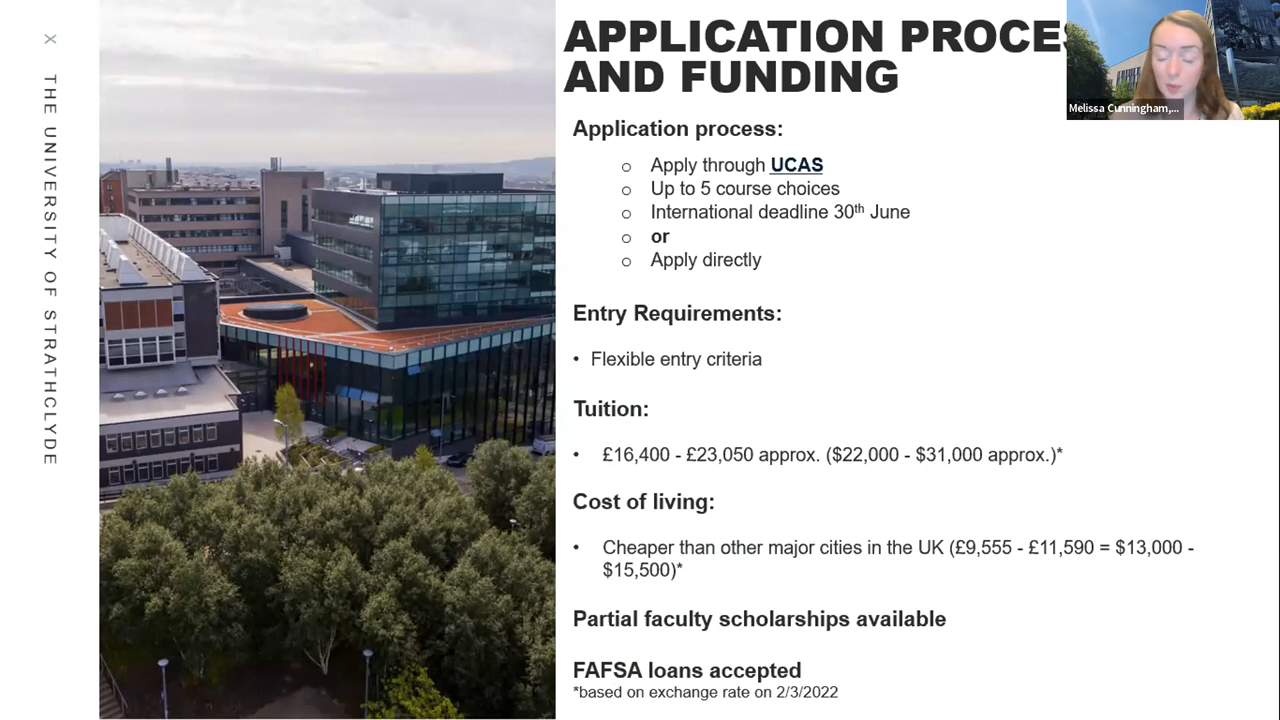 X THE UNIVERSITY OF STRATHCLYDE
APPLICATION PROCES
AND FUNDING
Melissa Cunningham,...
Application process:
o Apply through UCAS
o Up to 5 course choices
o International deadline 30th June
o or
o Apply directly
Entry Requirements:
• Flexible entry criteria
Tuition:
• £16,400 - £23,050 approx. ($22,000 - $31,000 approx.)*
Cost of living:
• Cheaper than other major cities in the UK (£9,555 - £11,590 = $13,000 -
$15,500)*
Partial faculty scholarships available
FAFSA loans accepted
*based on exchange rate on 2/3/2022